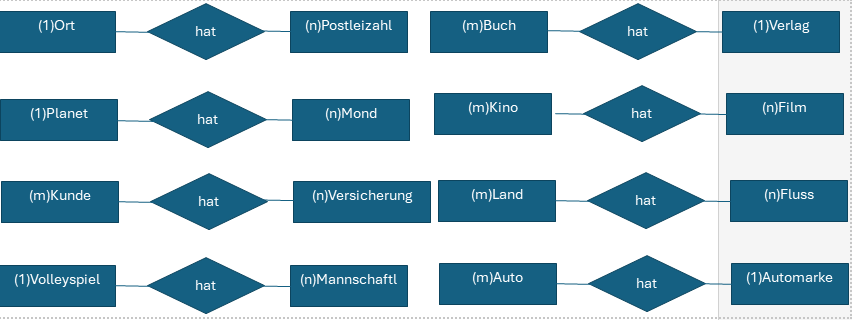 (1)Ort hat (n)Postleizahl (m)Buch hat (1)Verlag
(1)Planet hat (n)Mond (m)Kino hat (n)Film
(m)Kunde hat (n)Versicherung (m)Land hat (n)Fluss
(1)Volleyspiel hat (n)Mannschaftl (m)Auto hat (1)Automarke